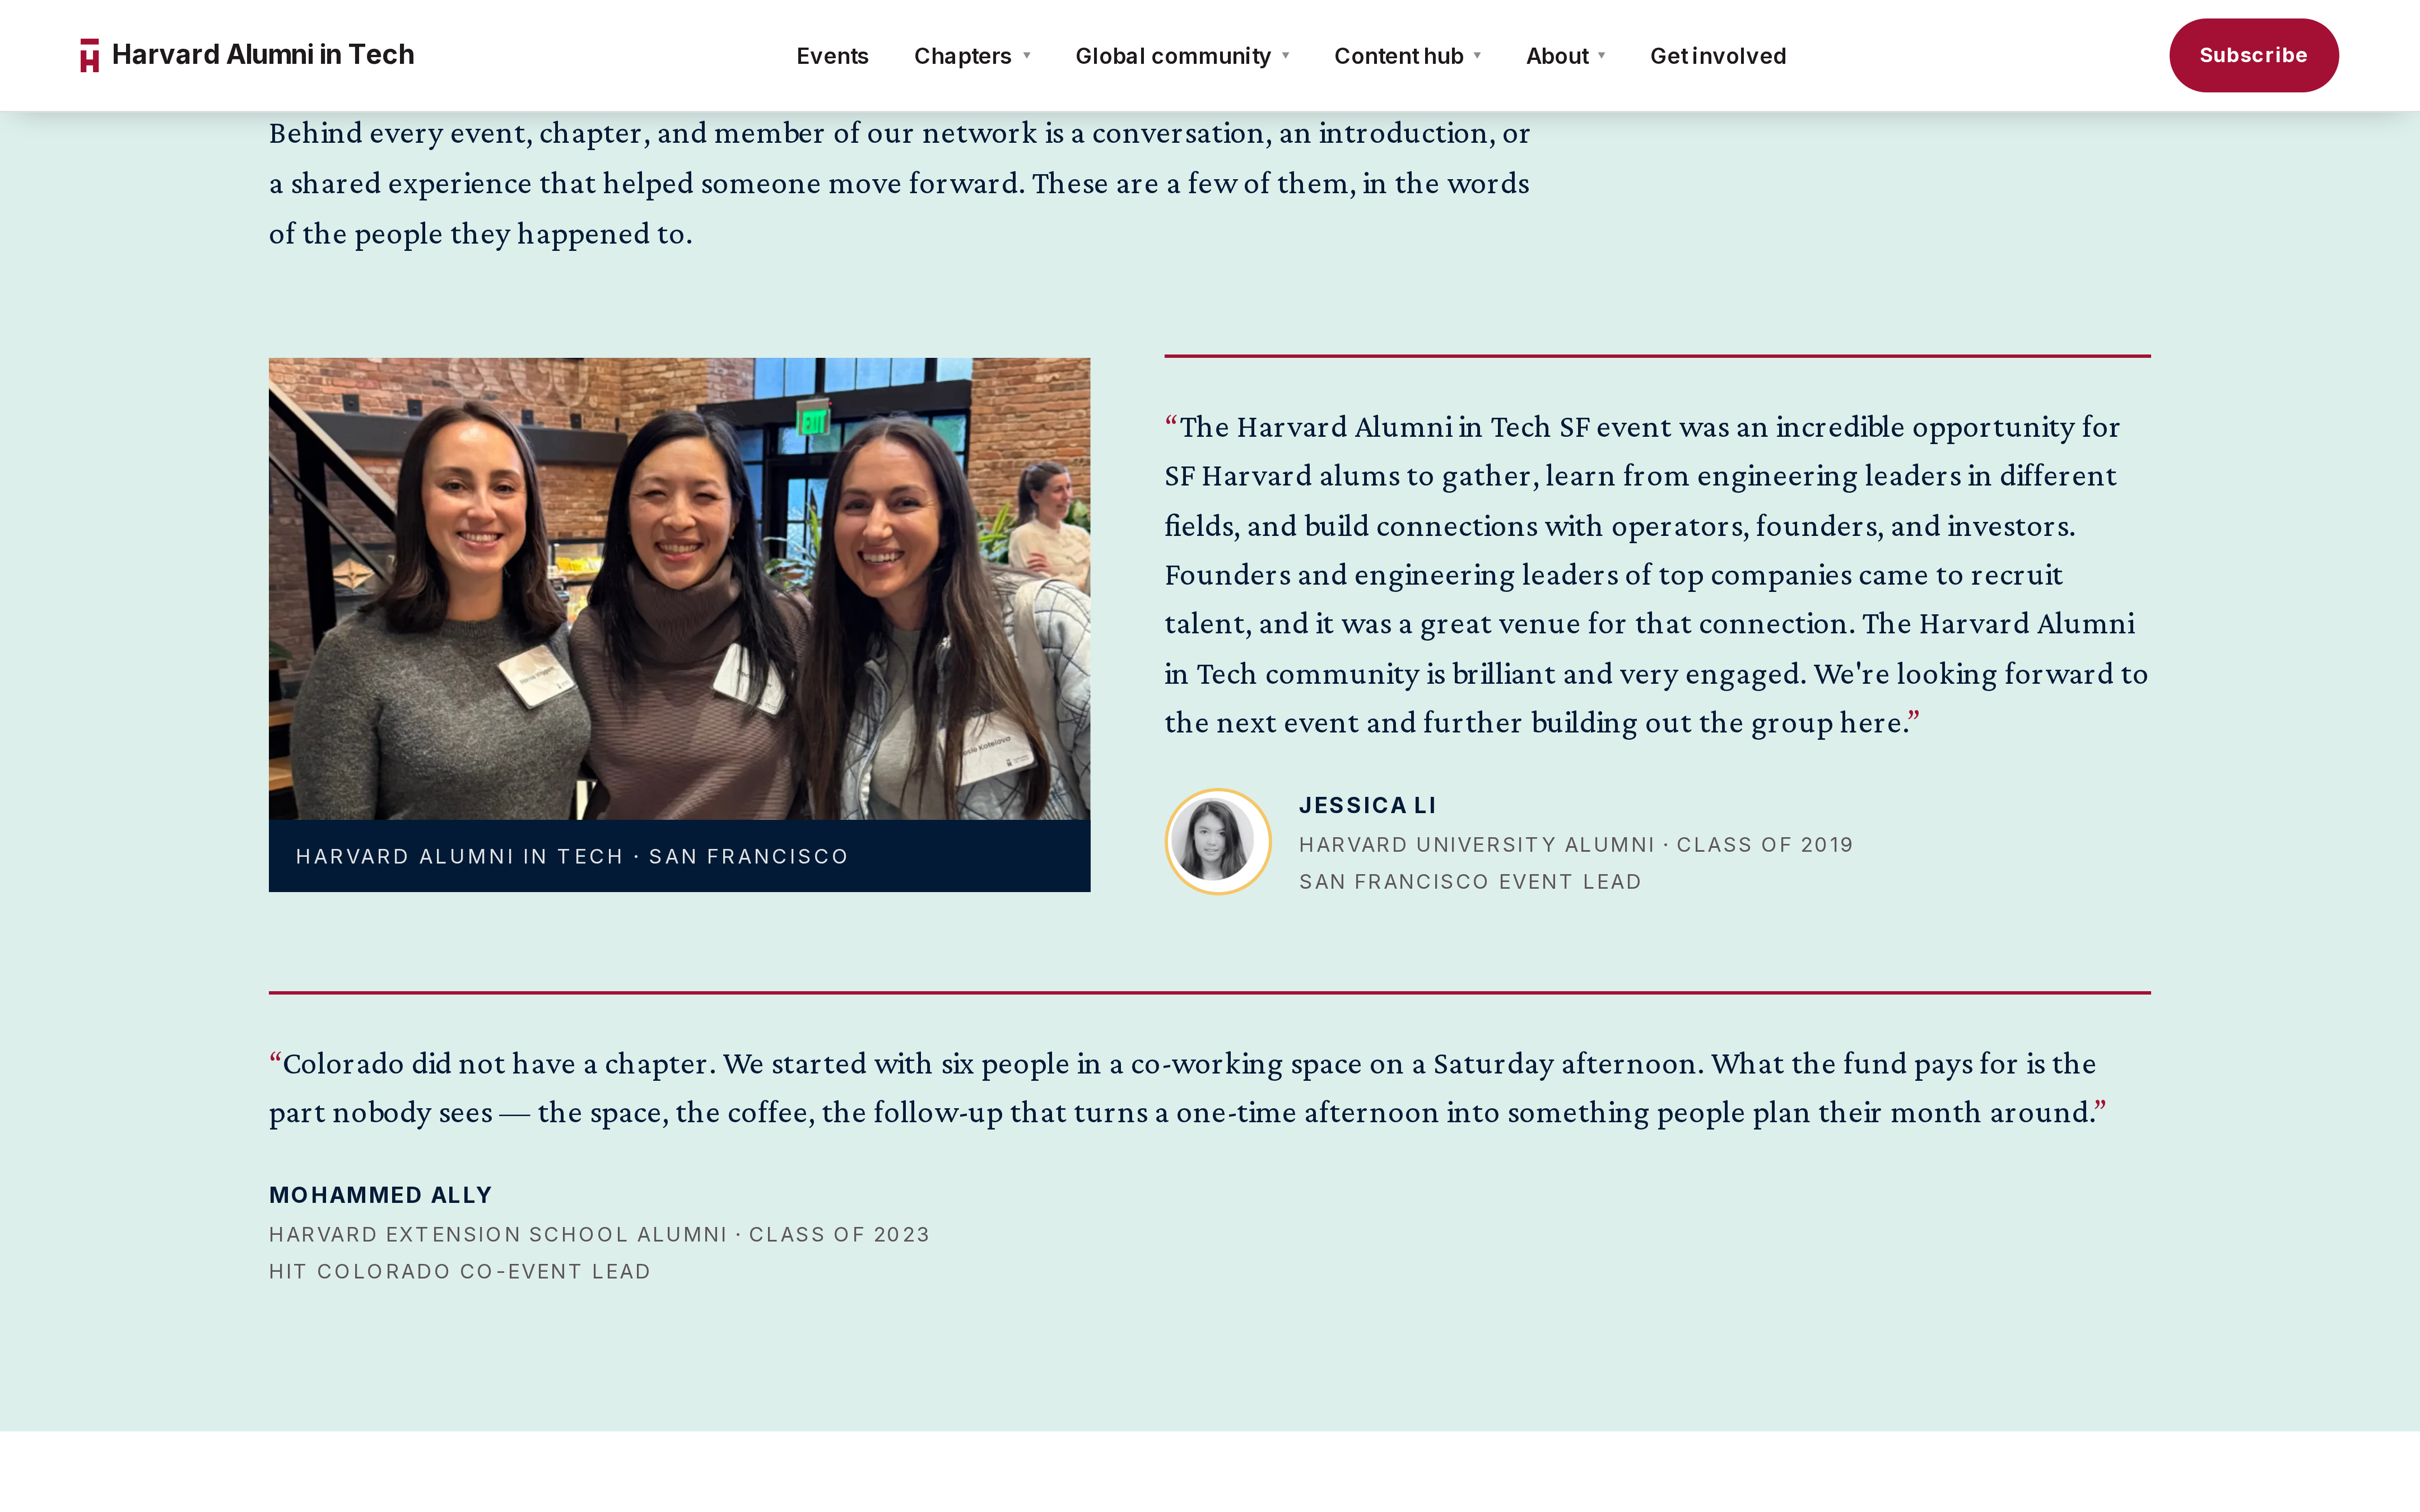 Harvard Alumni in Tech
Events
Chapters
Global community
Content hub
About
Get involved
Subscribe
Behind every event, chapter, and member of our network is a conversation, an introduction, or
a shared experience that helped someone move forward. These are a few of them, in the words
of the people they happened to.
EXIT
HARVARD ALUMNI IN TECH · SAN FRANCISCO
“The Harvard Alumni in Tech SF event was an incredible opportunity for
SF Harvard alums to gather, learn from engineering leaders in different
fields, and build connections with operators, founders, and investors.
Founders and engineering leaders of top companies came to recruit
talent, and it was a great venue for that connection. The Harvard Alumni
in Tech community is brilliant and very engaged. We're looking forward to
the next event and further building out the group here.”
JESSICA LI
HARVARD UNIVERSITY ALUMNI · CLASS OF 2019
SAN FRANCISCO EVENT LEAD
“Colorado did not have a chapter. We started with six people in a co-working space on a Saturday afternoon. What the fund pays for is the
part nobody sees — the space, the coffee, the follow-up that turns a one-time afternoon into something people plan their month around.”
MOHAMMED ALLY
HARVARD EXTENSION SCHOOL ALUMNI · CLASS OF 2023
HIT COLORADO CO-EVENT LEAD